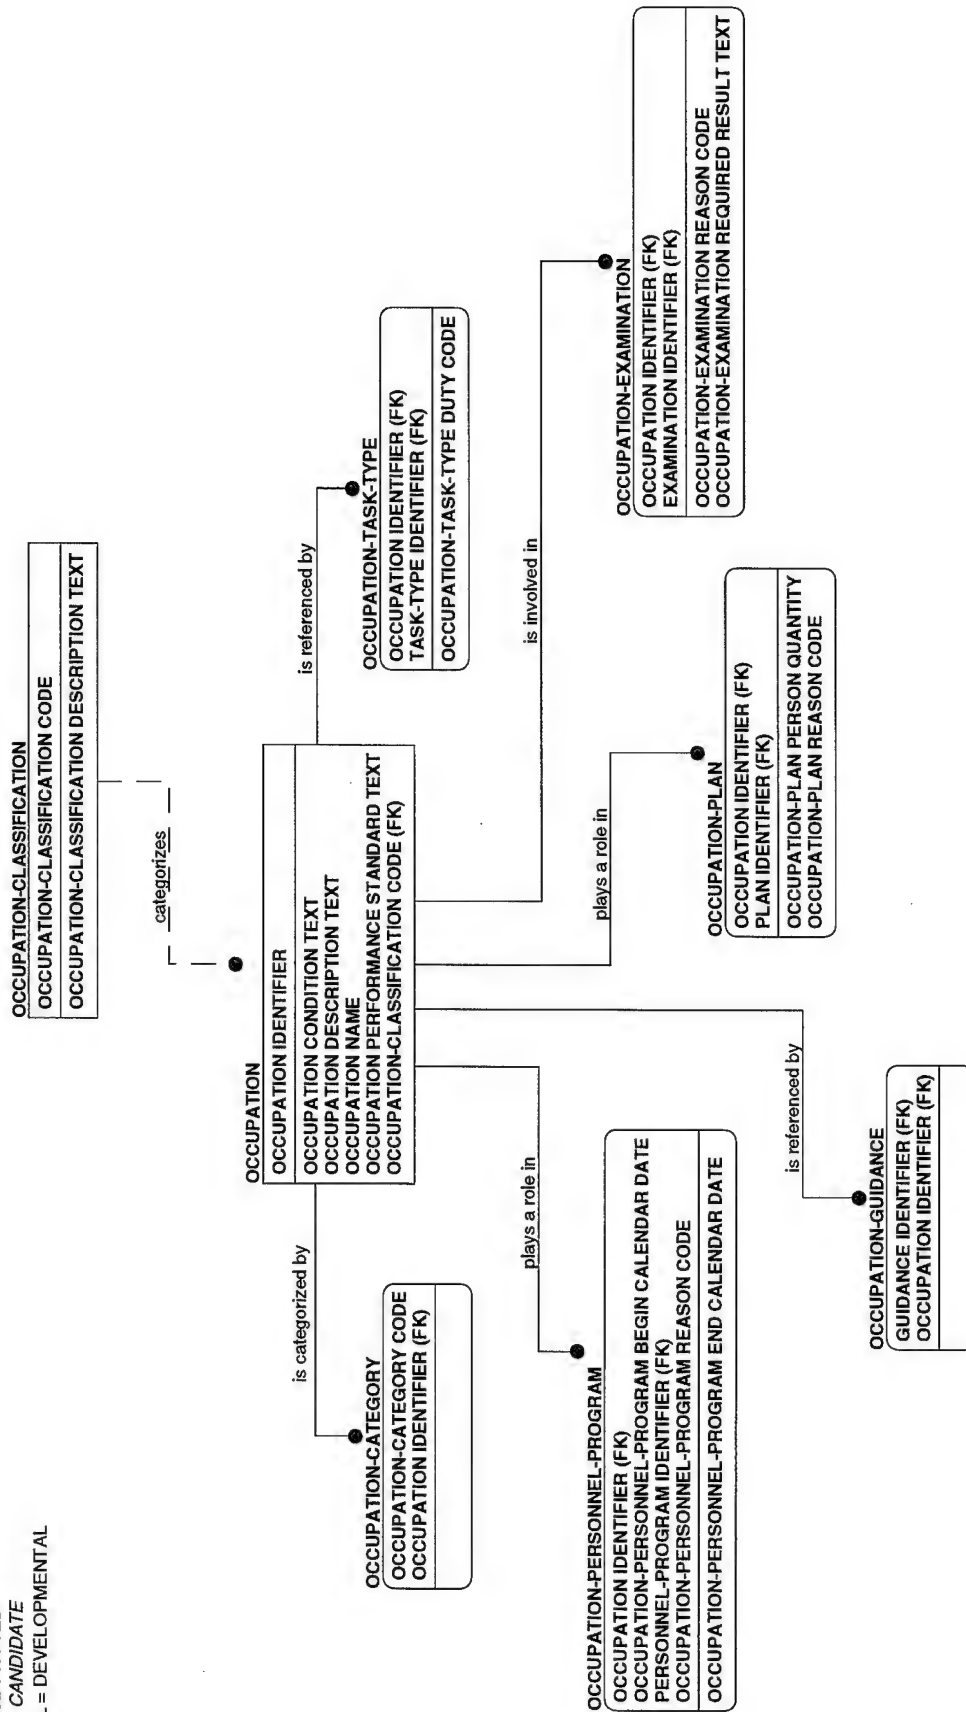 CANDIDATE
= DEVELOPMENTAL
OCCUPATION-CLASSIFICATION
OCCUPATION-CLASSIFICATION CODE
OCCUPATION-CLASSIFICATION DESCRIPTION TEXT
categorizes
OCCUPATION
OCCUPATION IDENTIFIER
OCCUPATION CONDITION TEXT
OCCUPATION DESCRIPTION TEXT
OCCUPATION NAME
OCCUPATION PERFORMANCE STANDARD TEXT
OCCUPATION-CLASSIFICATION CODE (FK)
is categorized by
OCCUPATION-CATEGORY
OCCUPATION-CATEGORY CODE
OCCUPATION IDENTIFIER (FK)
is referenced by
OCCUPATION-TASK-TYPE
OCCUPATION IDENTIFIER (FK)
TASK-TYPE IDENTIFIER (FK)
OCCUPATION-TASK-TYPE DUTY CODE
plays a role in
OCCUPATION-PERSONNEL-PROGRAM
OCCUPATION IDENTIFIER (FK)
OCCUPATION-PERSONNEL-PROGRAM BEGIN CALENDAR DATE
PERSONNEL-PROGRAM IDENTIFIER (FK)
OCCUPATION-PERSONNEL-PROGRAM REASON CODE
OCCUPATION-PERSONNEL-PROGRAM END CALENDAR DATE
is involved in
OCCUPATION-EXAMINATION
OCCUPATION IDENTIFIER (FK)
EXAMINATION IDENTIFIER (FK)
OCCUPATION-EXAMINATION REASON CODE
OCCUPATION-EXAMINATION REQUIRED RESULT TEXT
plays a role in
OCCUPATION-PLAN
OCCUPATION IDENTIFIER (FK)
PLAN IDENTIFIER (FK)
OCCUPATION-PLAN PERSON QUANTITY
OCCUPATION-PLAN REASON CODE
is referenced by
OCCUPATION-GUIDANCE
GUIDANCE IDENTIFIER (FK)
OCCUPATION IDENTIFIER (FK)